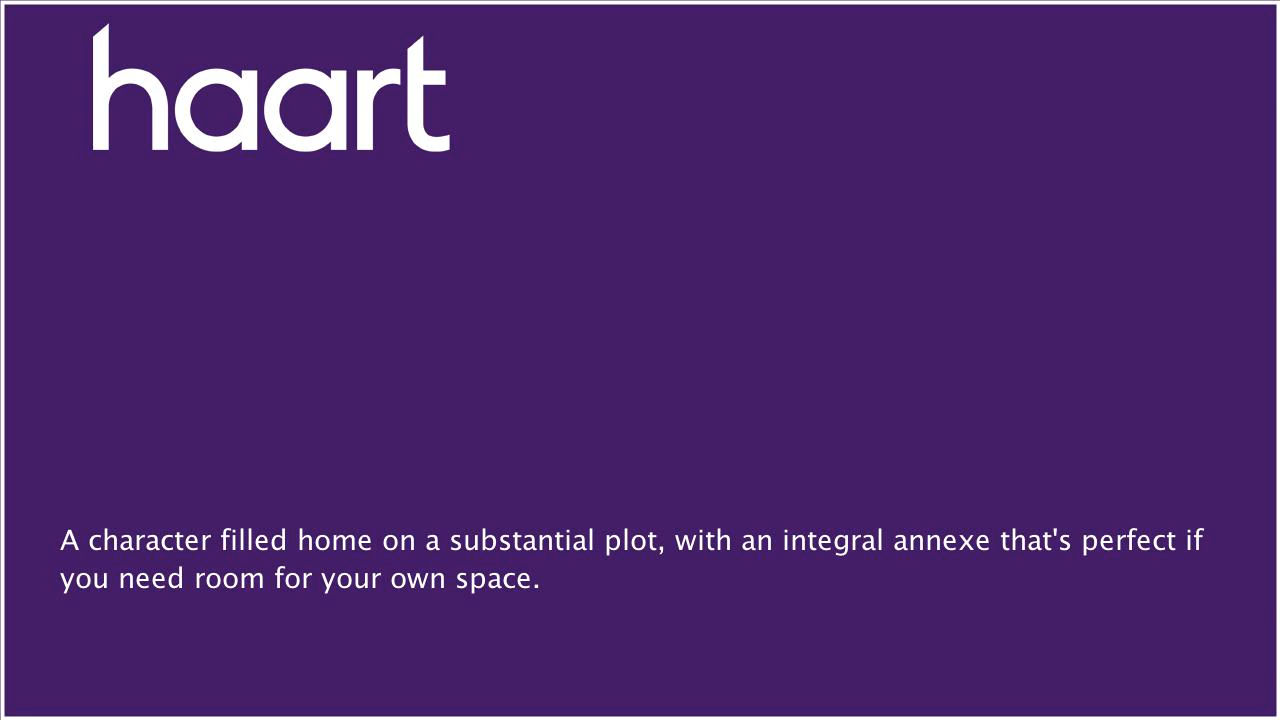 haart
A character filled home on a substantial plot, with an integral annexe that's perfect if
you need room for your own space.